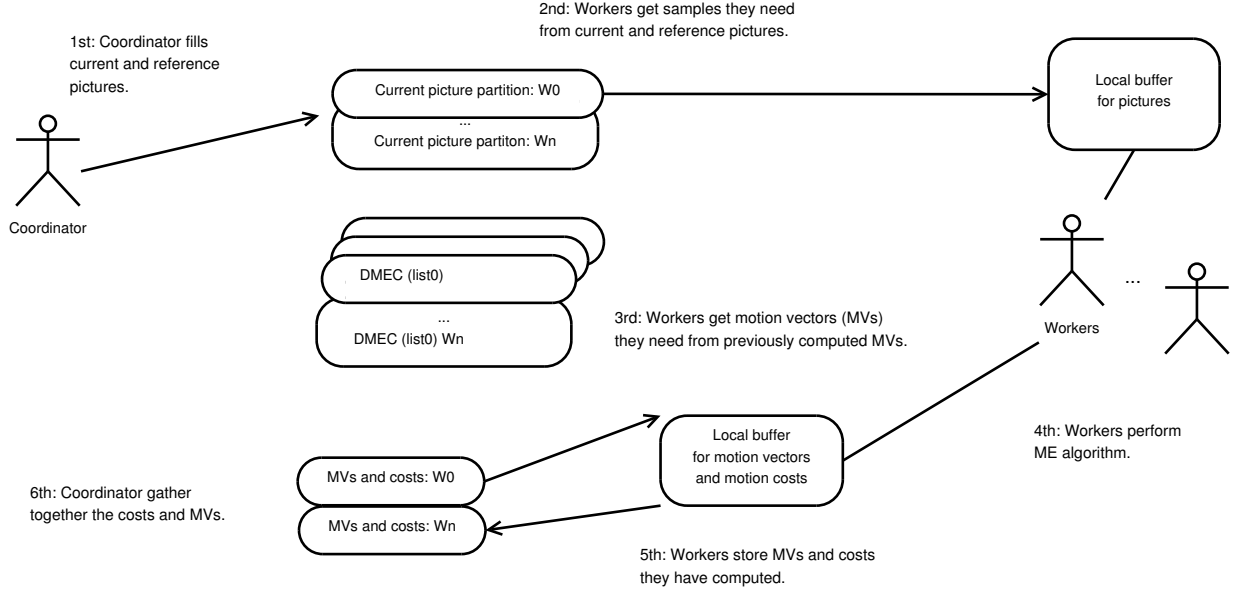 2nd: Workers get samples they need
from current and reference pictures.
1st: Coordinator fills
current and reference
pictures.
Current picture partition: W0
...
Current picture partiton: Wn
Local buffer
for pictures
Coordinator
DMEC (list0)
...
DMEC (list0) Wn
3rd: Workers get motion vectors (MVs)
they need from previously computed MVs.
...
Workers
Local buffer
for motion vectors
and motion costs
4th: Workers perform
ME algorithm.
MVs and costs: W0
6th: Coordinator gather
together the costs and MVs.
MVs and costs: Wn
5th: Workers store MVs and costs
they have computed.